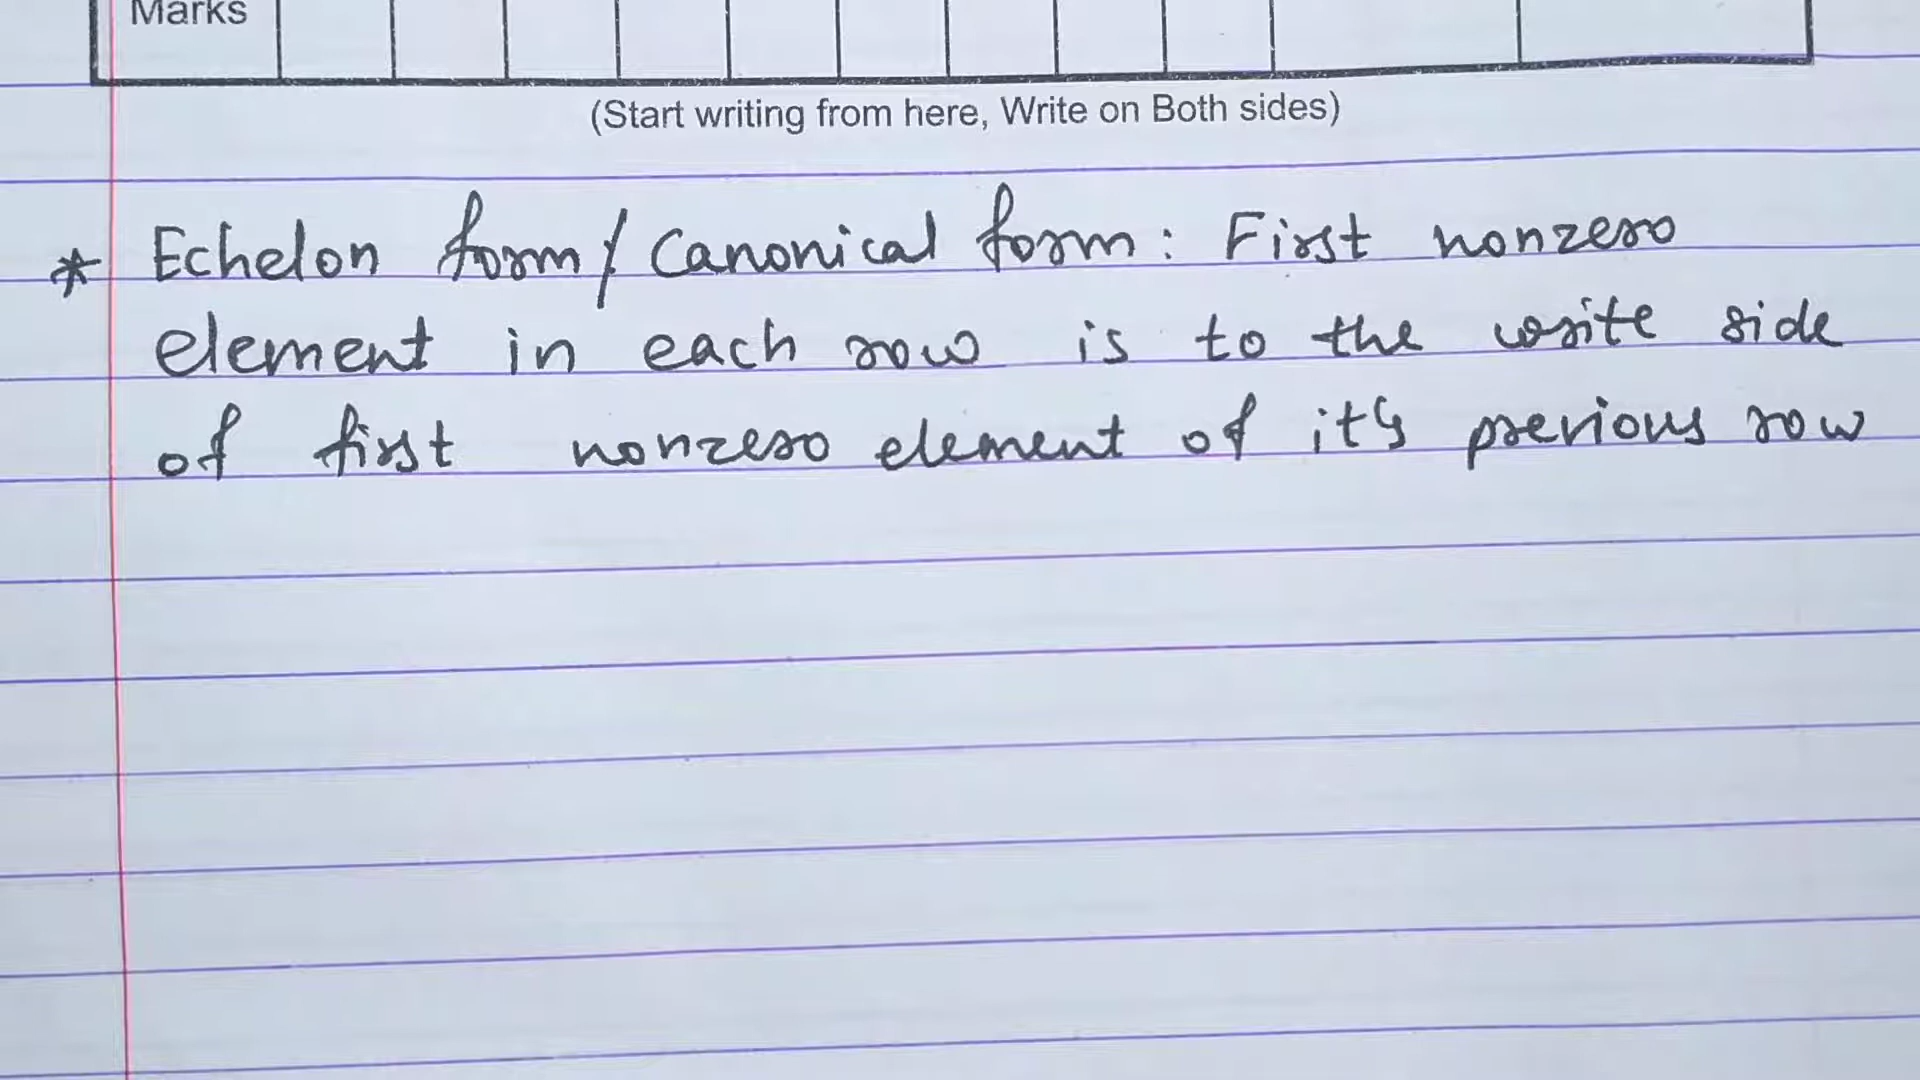 Marks
(Start writing from here, Write on Both sides)
* Echelon form / Canonical form : First nonzero
element in each row is to the write side
of first nonzero element of it's previous row